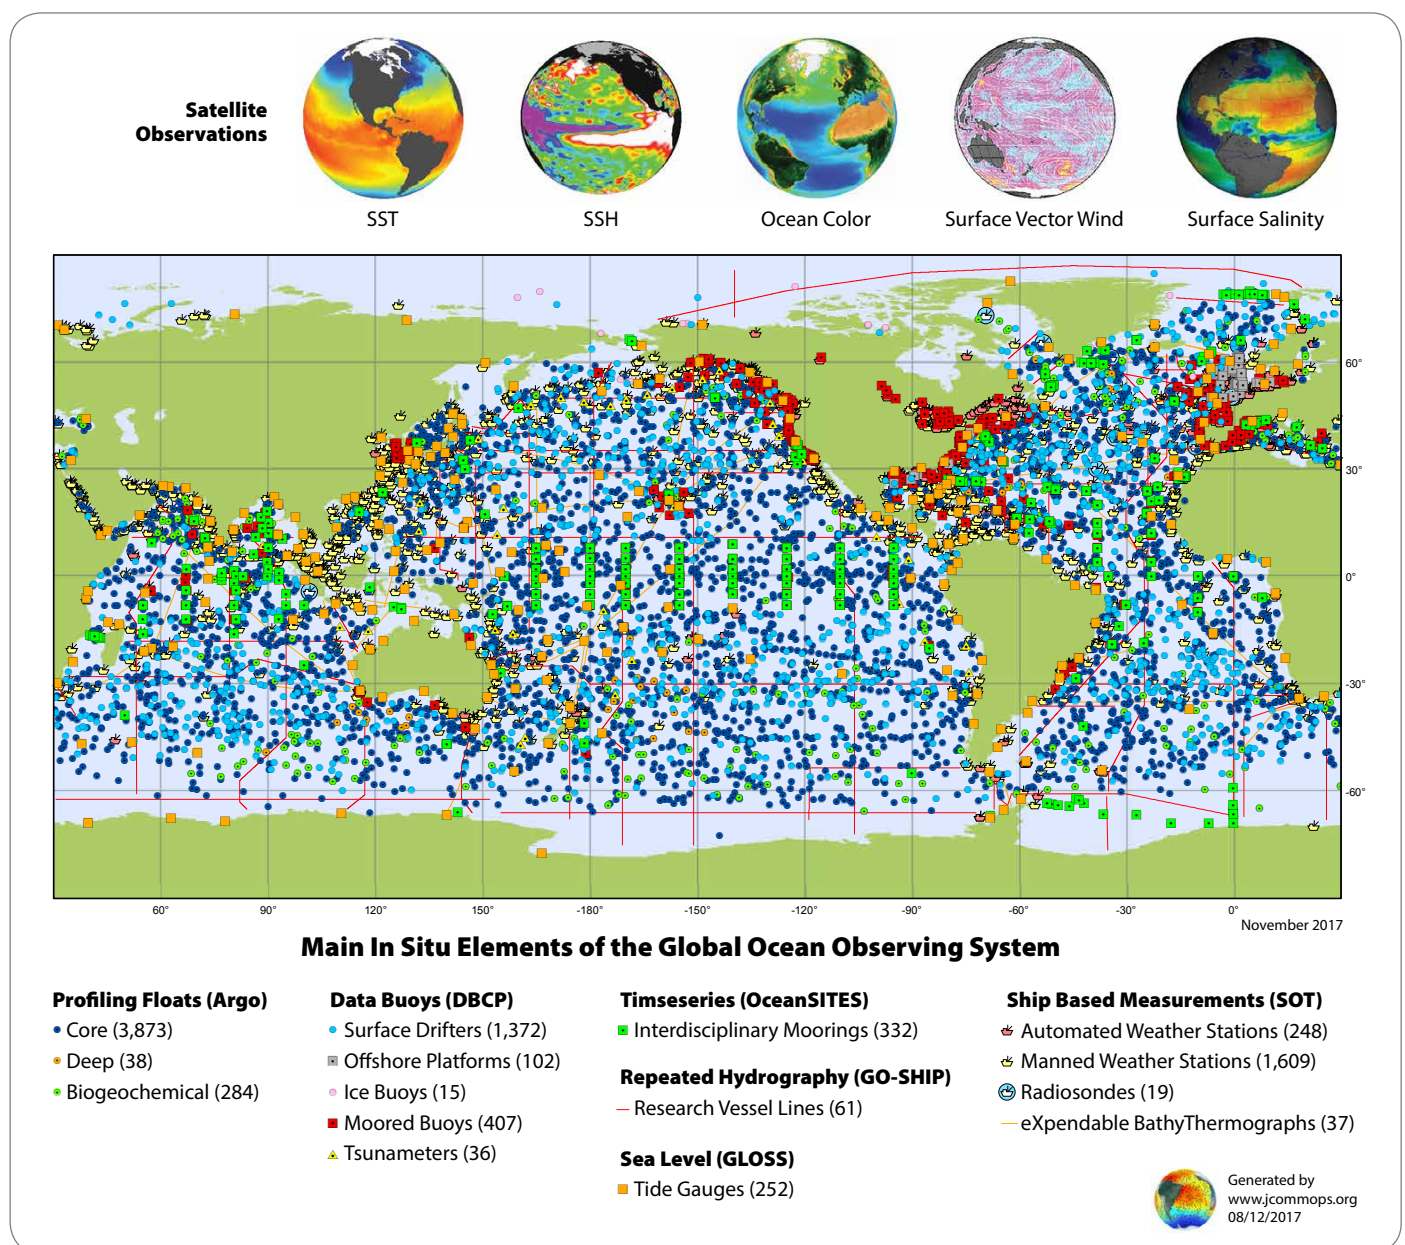 Satellite
Observations
SST
SSH
Ocean Color
Surface Vector Wind
Surface Salinity
60°
30°
0°
-30°
-60°
60°
90°
120°
150°
-180°
-150°
-120°
-90°
-60°
-30°
0°
November 2017
Main In Situ Elements of the Global Ocean Observing System
Profiling Floats (Argo)
Core (3,873)
Deep (38)
Biogeochemical (284)
Data Buoys (DBCP)
Surface Drifters (1,372)
Offshore Platforms (102)
Ice Buoys (15)
Moored Buoys (407)
Tsunameters (36)
Timseseries (OceanSITES)
Interdisciplinary Moorings (332)
Repeated Hydrography (GO-SHIP)
Research Vessel Lines (61)
Sea Level (GLOSS)
Tide Gauges (252)
Ship Based Measurements (SOT)
Automated Weather Stations (248)
Manned Weather Stations (1,609)
Radiosondes (19)
eXpendable BathyThermographs (37)
Generated by
www.jcommops.org
08/12/2017